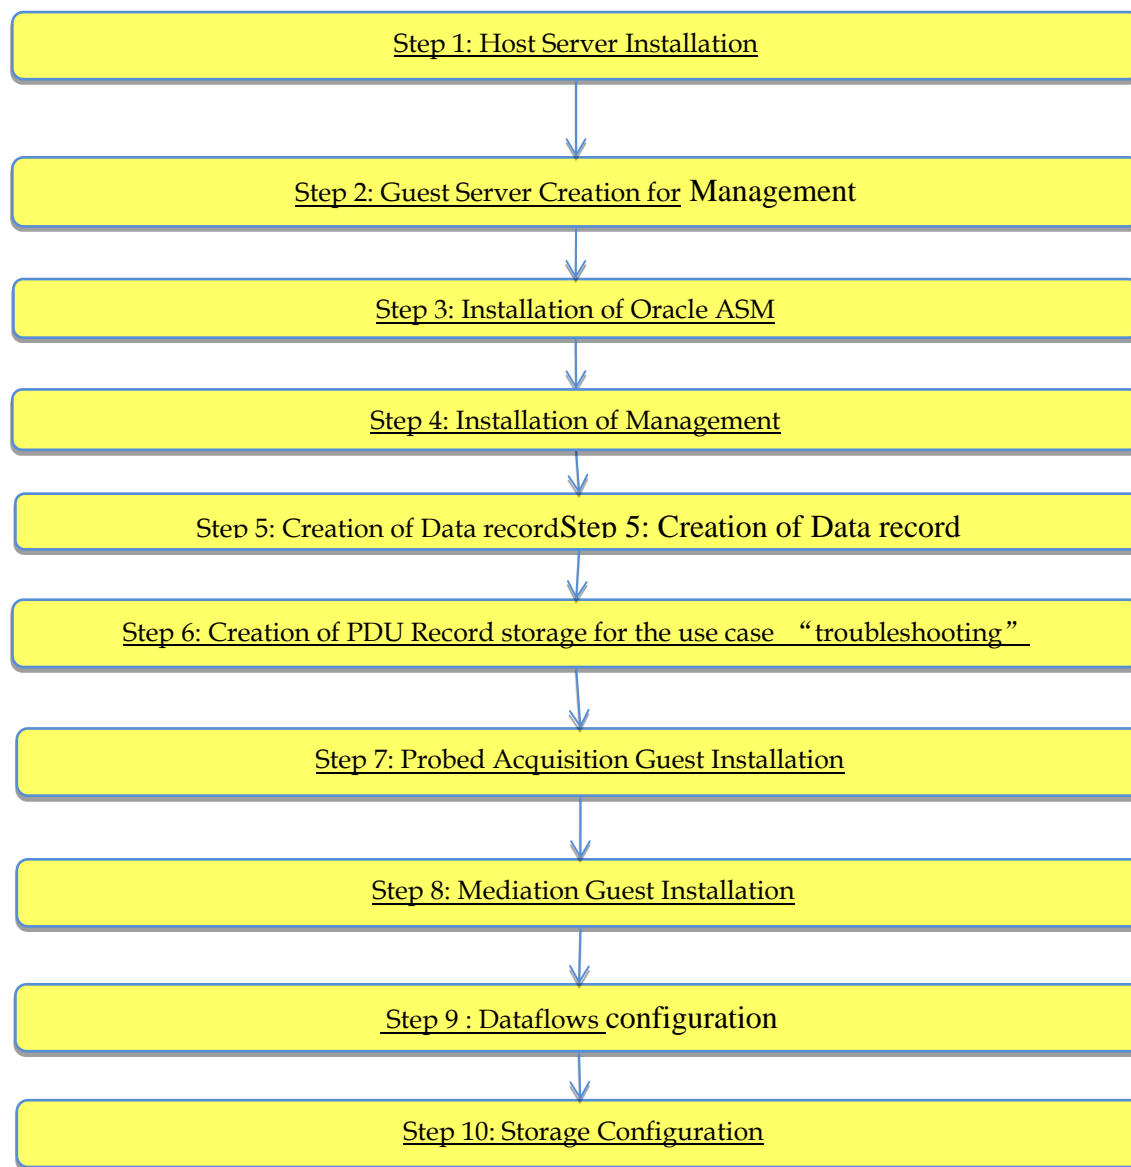 Step 1: Host Server Installation
Step 2: Guest Server Creation for Management
Step 3: Installation of Oracle ASM
Step 4: Installation of Management
Step 5: Creation of Data recordStep 5: Creation of Data record
Step 6: Creation of PDU Record storage for the use case “troubleshooting”
Step 7: Probed Acquisition Guest Installation
Step 8: Mediation Guest Installation
Step 9 : Dataflows configuration
Step 10: Storage Configuration